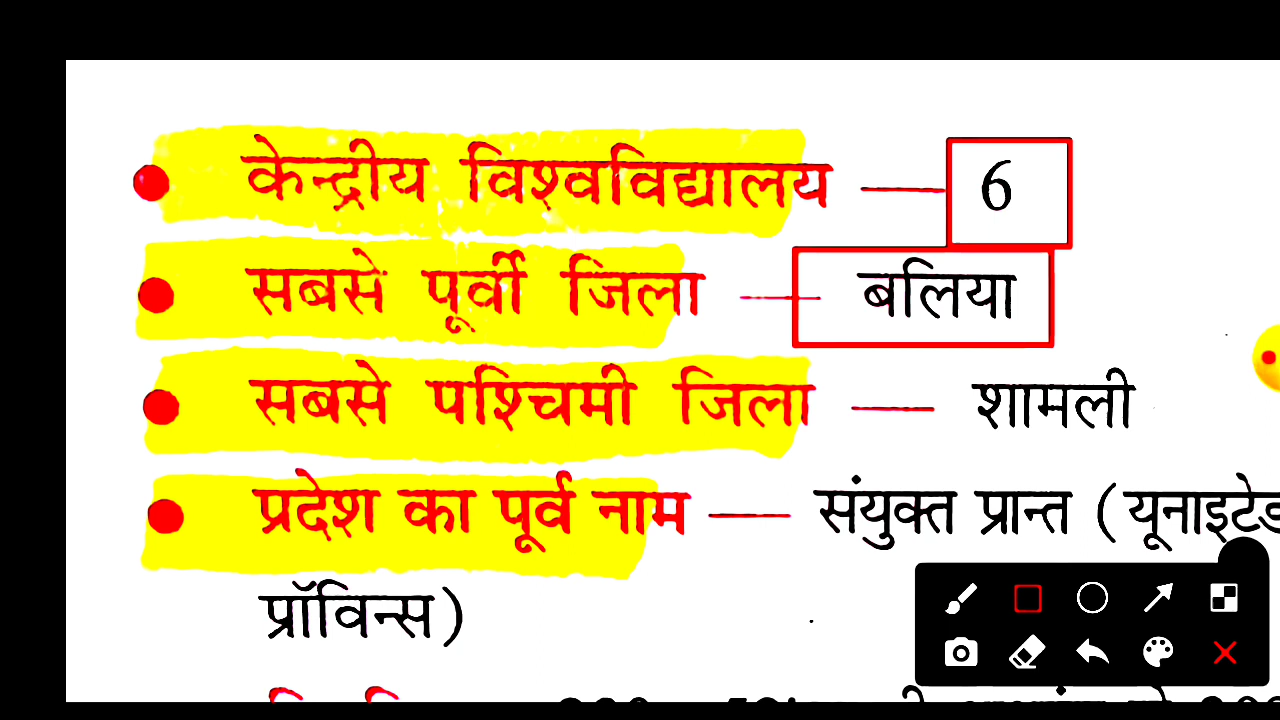 • केन्द्रीय विश्वविद्यालय — 6
• सबसे पूर्वी जिला — बलिया
• सबसे पश्चिमी जिला — शामली
• प्रदेश का पूर्व नाम — संयुक्त प्रान्त (यूनाइटेड
प्रॉविन्स)